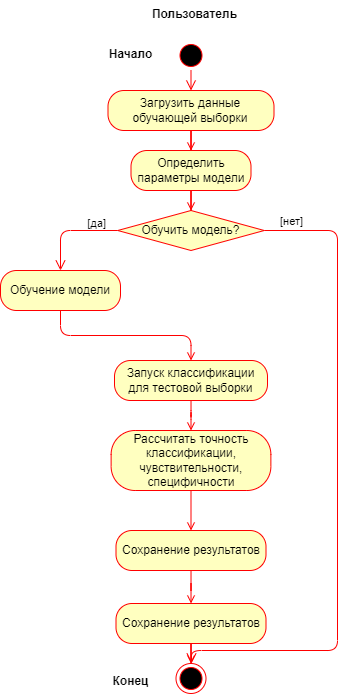 Пользователь
Начало
Загрузить данные
обучающей выборки
Определить
параметры модели
[да]
Обучить модель?
[нет]
Обучение модели
Запуск классификации
для тестовой выборки
Рассчитать точность
классификации,
чувствительности,
специфичности
Сохранение результатов
Сохранение результатов
Конец